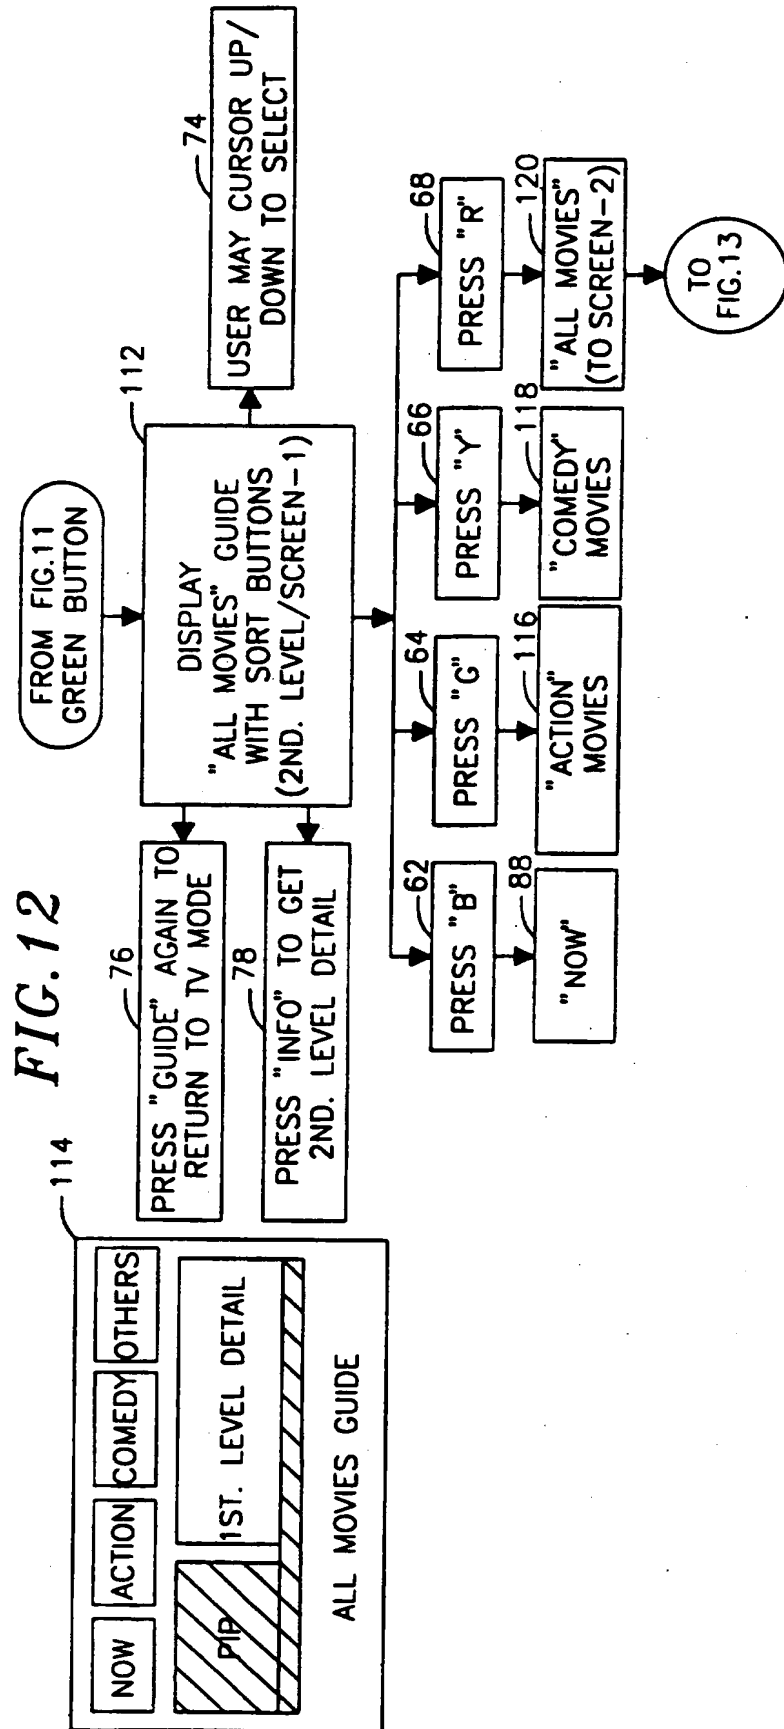 FIG.12
114
NOW
ACTION
COMEDY
OTHERS
PIP
1ST. LEVEL DETAIL
ALL MOVIES GUIDE
FROM FIG.11
GREEN BUTTON
112
DISPLAY
"ALL MOVIES" GUIDE
WITH SORT BUTTONS
(2ND. LEVEL/SCREEN-1)
76
PRESS "GUIDE" AGAIN TO
RETURN TO TV MODE
78
PRESS "INFO" TO GET
2ND. LEVEL DETAIL
74
USER MAY CURSOR UP/
DOWN TO SELECT
62
PRESS "B"
64
PRESS "G"
66
PRESS "Y"
68
PRESS "R"
88
"NOW"
116
"ACTION"
MOVIES
118
"COMEDY"
MOVIES
120
"ALL MOVIES"
(TO SCREEN-2)
TO
FIG.13